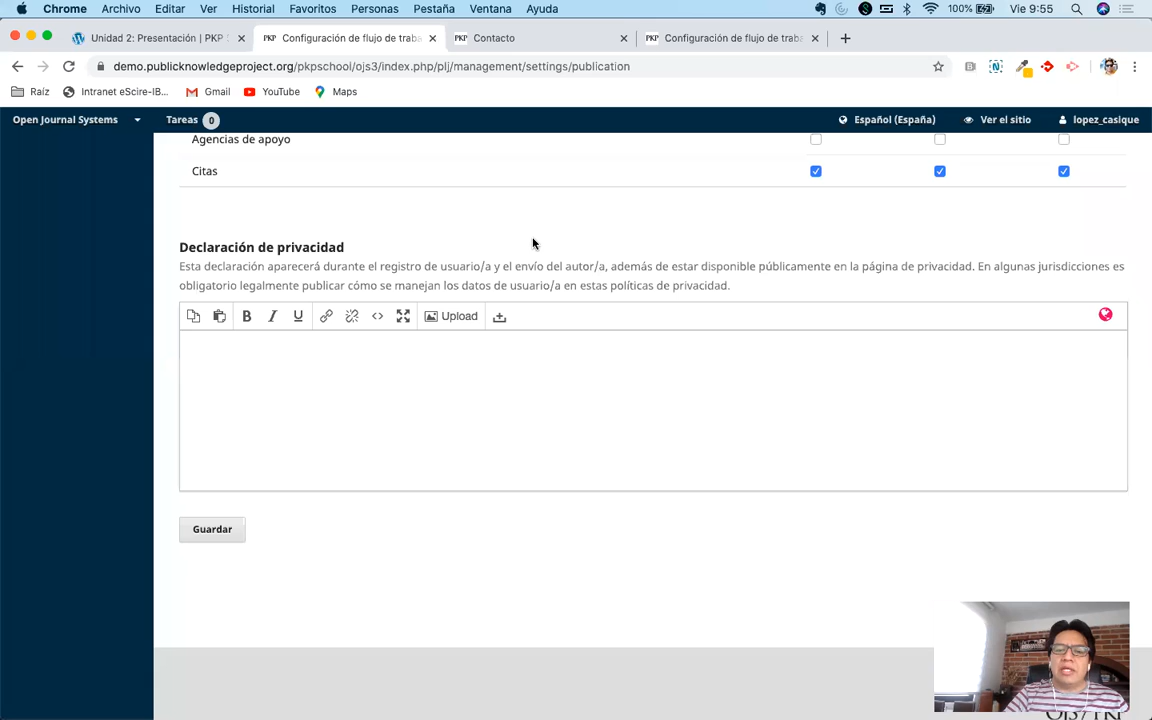 Chrome Archivo Editar Ver Historial Favoritos Personas Pestaña Ventana Ayuda 100% Vie 9:55
Unidad 2: Presentación | PKP Configuración de flujo de traba PKP Contacto PKP Configuración de flujo de traba
demo.publicknowledgeproject.org/pkpschool/ojs3/index.php/plj/management/settings/publication
Raíz Intranet eScire-IB... Gmail YouTube Maps
Open Journal Systems Tareas 0 Español (España) Ver el sitio lopez_casique
Agencias de apoyo
Citas
Declaración de privacidad
Esta declaración aparecerá durante el registro de usuario/a y el envío del autor/a, además de estar disponible públicamente en la página de privacidad. En algunas jurisdicciones es
obligatorio legalmente publicar cómo se manejan los datos de usuario/a en estas políticas de privacidad.
B I U Upload
Guardar